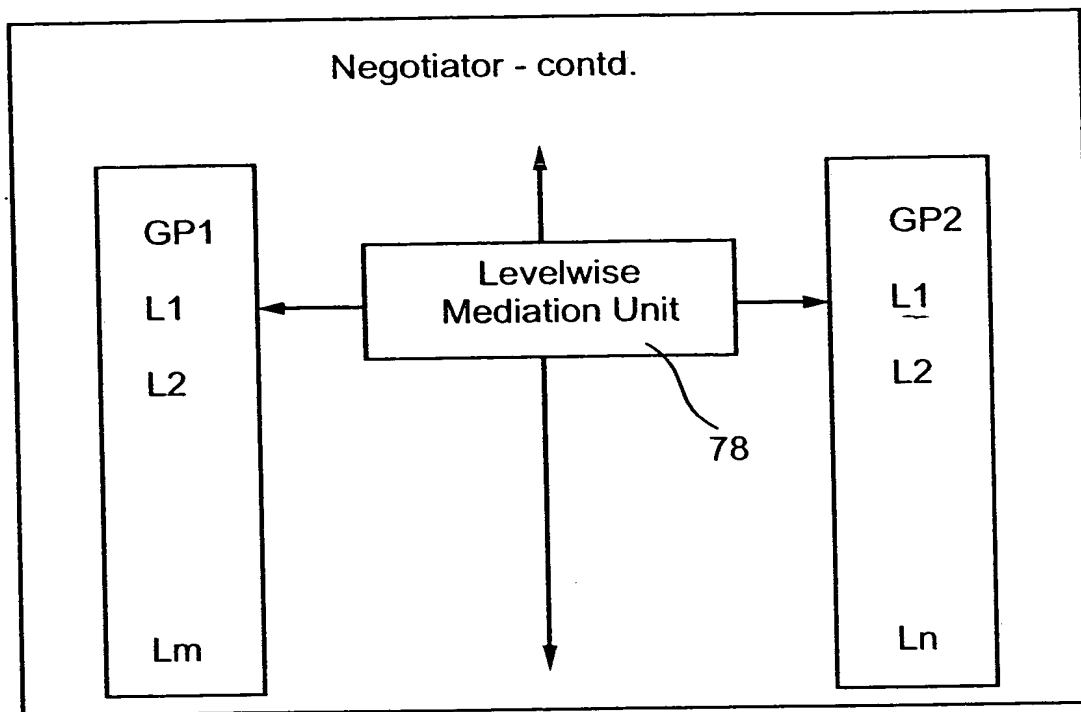 Negotiator - contd.
GP1
L1
L2
Lm
Levelwise
Mediation Unit
78
GP2
L1
L2
Ln